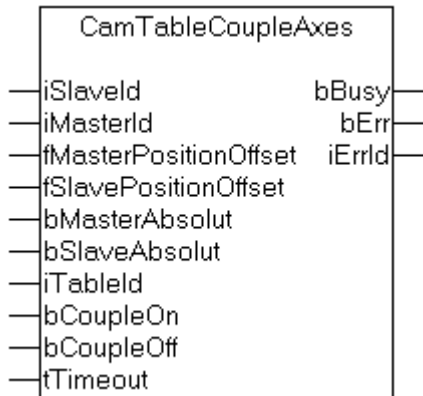 CamTableCoupleAxes
iSlaveId bBusy
iMasterId bErr
fMasterPositionOffset iErrId
fSlavePositionOffset
bMasterAbsolut
bSlaveAbsolut
iTableId
bCoupleOn
bCoupleOff
tTimeout